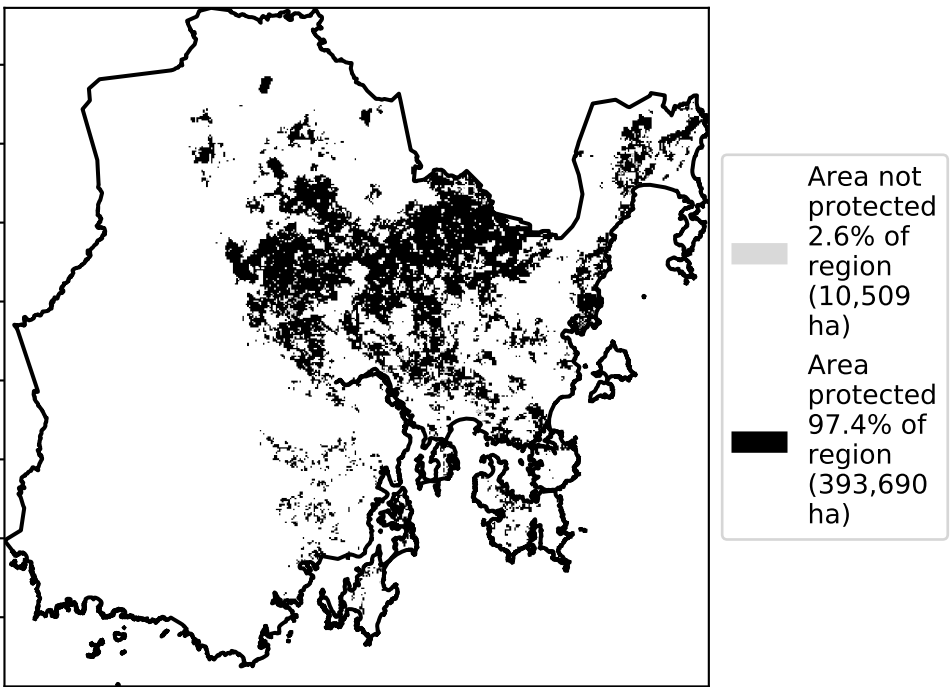 Area not
protected
2.6% of
region
(10,509
ha)
Area
protected
97.4% of
region
(393,690
ha)